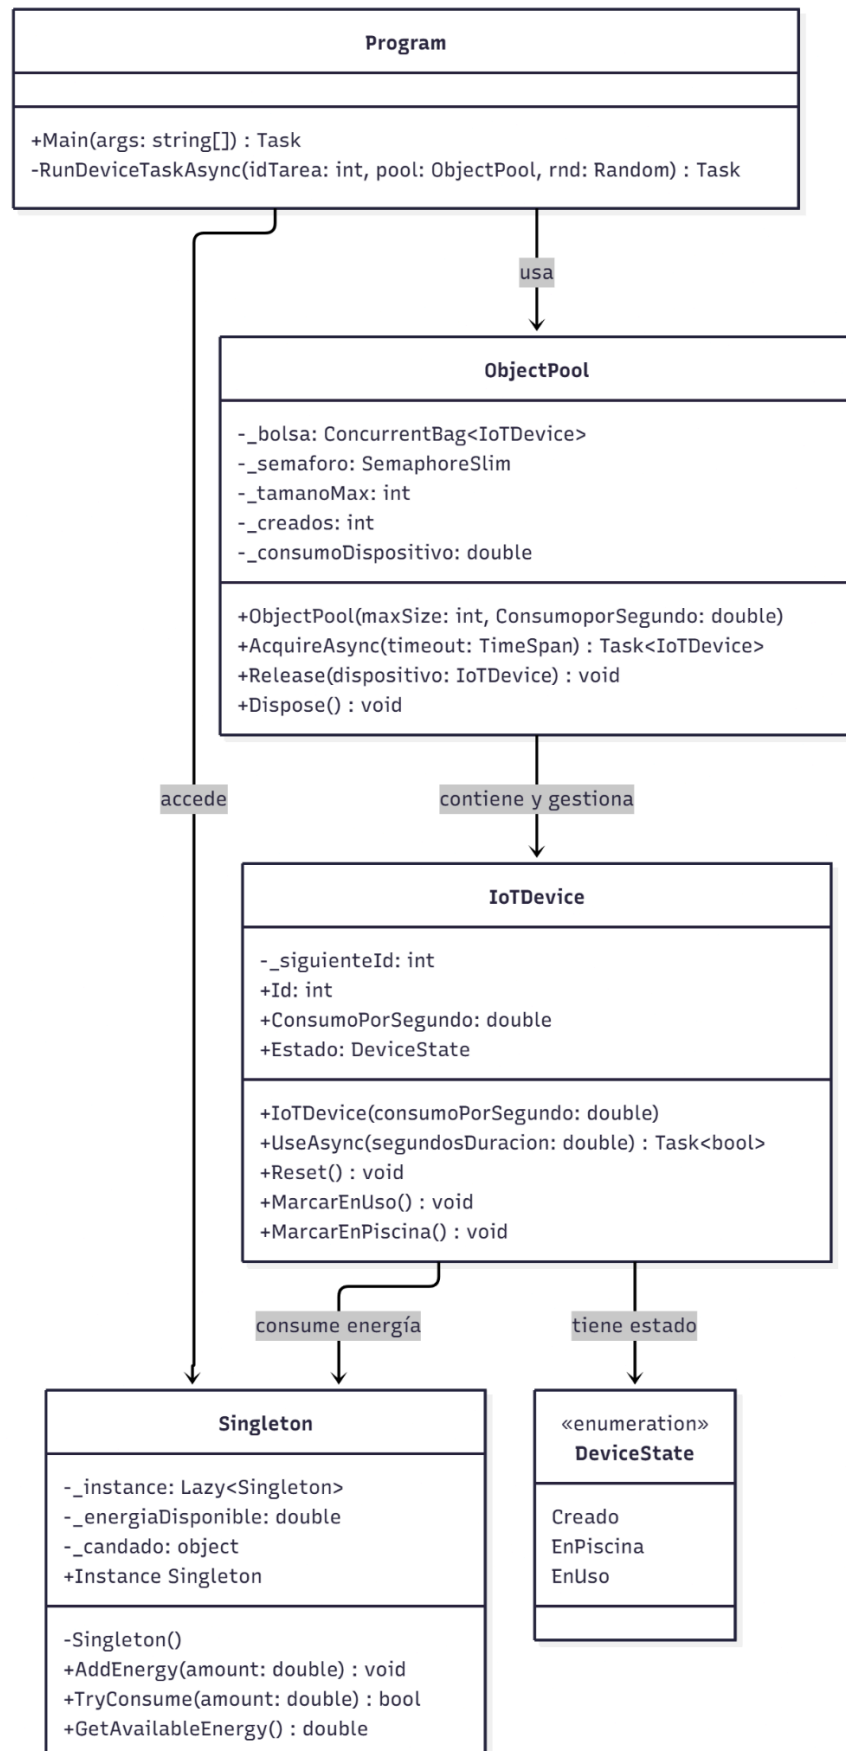 Program
+Main(args: string[]) : Task
-RunDeviceTaskAsync(idTarea: int, pool: ObjectPool, rnd: Random) : Task
usa
ObjectPool
-_bolsa: ConcurrentBag<IoTDevice>
-_semaforo: SemaphoreSlim
-_tamanoMax: int
-_creados: int
-_consumoDispositivo: double
+ObjectPool(maxSize: int, ConsumoporSegundo: double)
+AcquireAsync(timeout: TimeSpan) : Task<IoTDevice>
+Release(dispositivo: IoTDevice) : void
+Dispose() : void
accede
contiene y gestiona
IoTDevice
-_siguienteId: int
+Id: int
+ConsumoPorSegundo: double
+Estado: DeviceState
+IoTDevice(consumoPorSegundo: double)
+UseAsync(segundosDuracion: double) : Task<bool>
+Reset() : void
+MarcarEnUso() : void
+MarcarEnPiscina() : void
consume energía
tiene estado
Singleton
-_instance: Lazy<Singleton>
-_energiaDisponible: double
-_candado: object
+Instance Singleton
-Singleton()
+AddEnergy(amount: double) : void
+TryConsume(amount: double) : bool
+GetAvailableEnergy() : double
«enumeration»
DeviceState
Creado
EnPiscina
EnUso